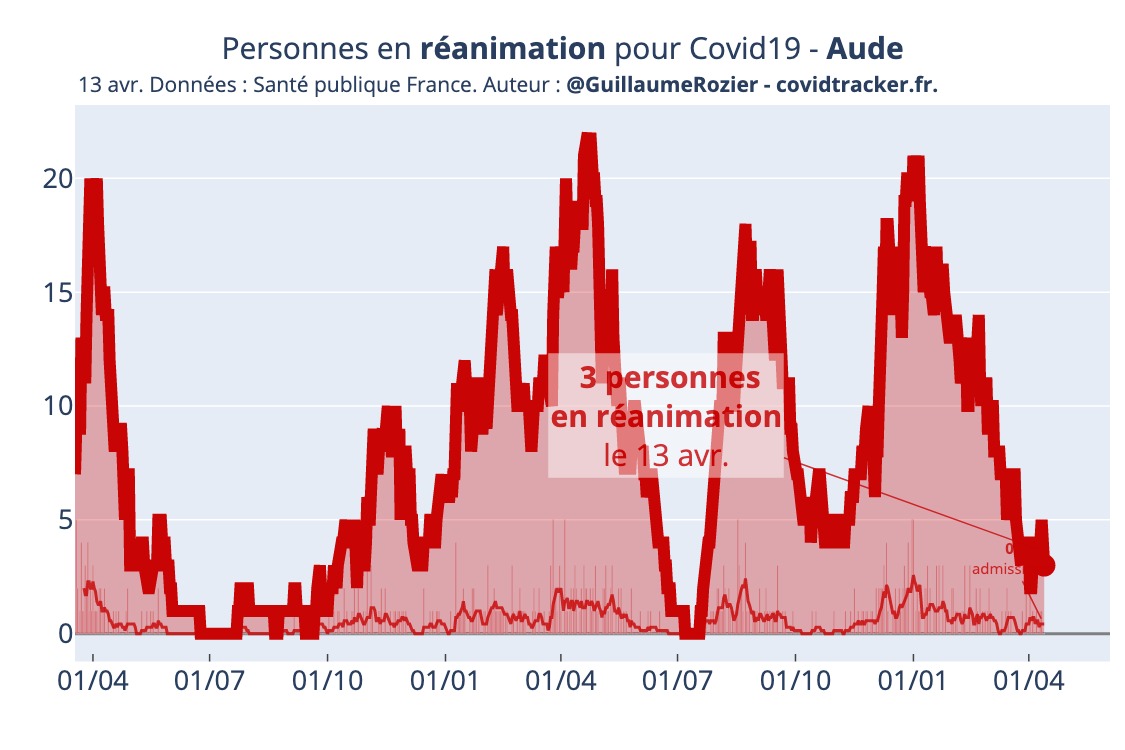 Personnes en réanimation pour Covid19 - Aude
13 avr. Données : Santé publique France. Auteur : @GuillaumeRozier - covidtracker.fr.
20
15
10
5
0
3 personnes
en réanimation
le 13 avr.
0
admiss
01/04
01/07
01/10
01/01
01/04
01/07
01/10
01/01
01/04